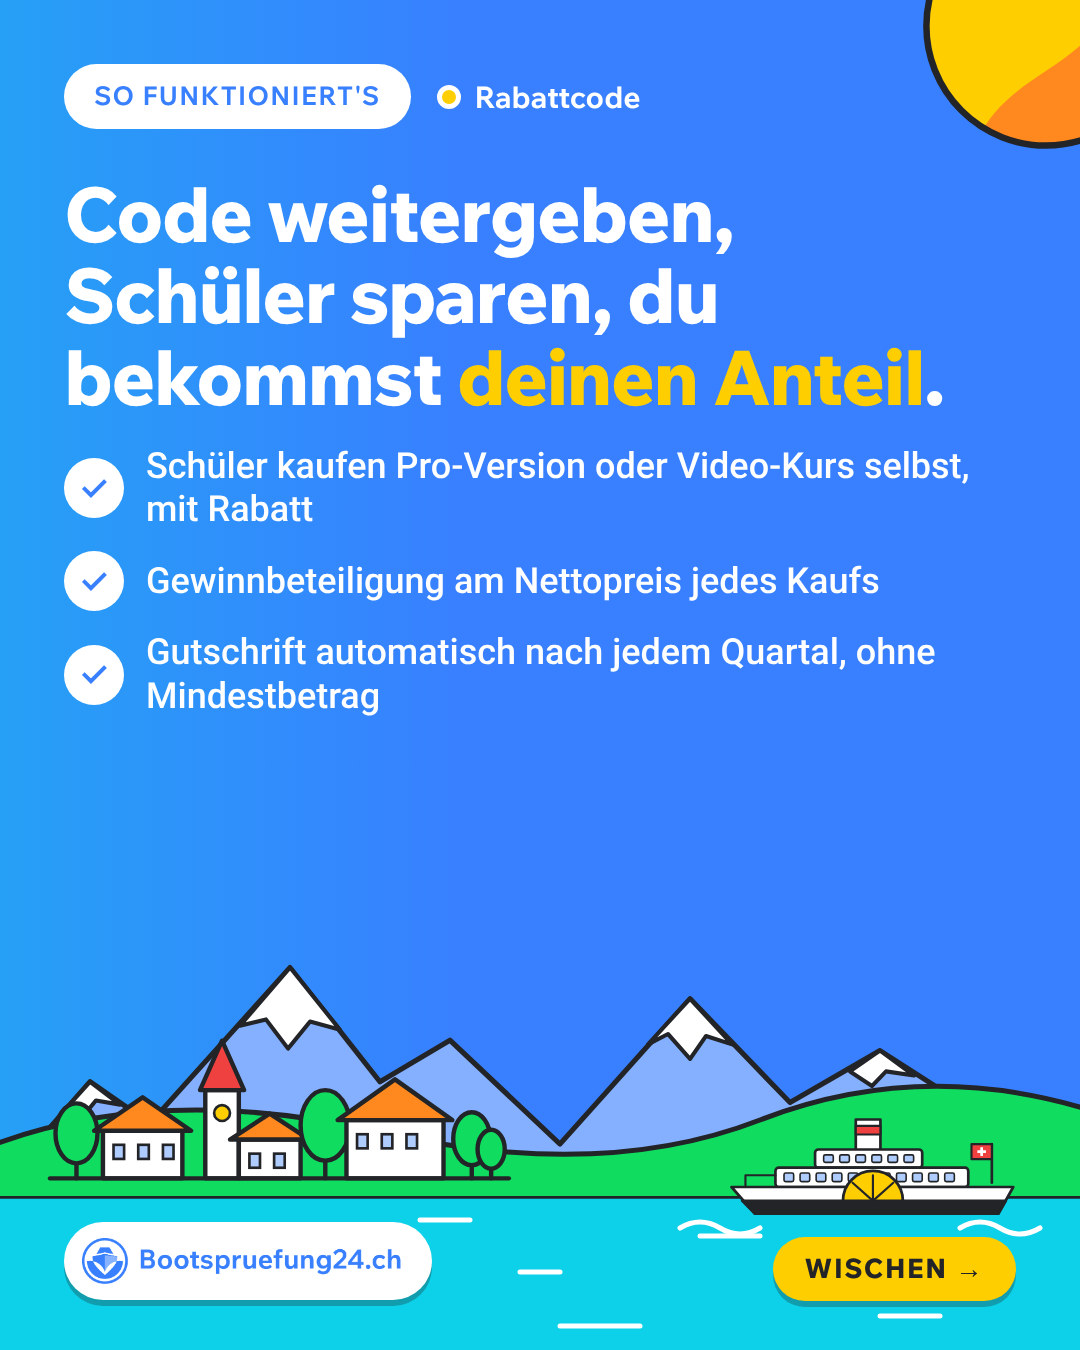 SO FUNKTIONIERT'S
Rabattcode
Code weitergeben,
Schüler sparen, du
bekommst deinen Anteil.
Schüler kaufen Pro-Version oder Video-Kurs selbst,
mit Rabatt
Gewinnbeteiligung am Nettopreis jedes Kaufs
Gutschrift automatisch nach jedem Quartal, ohne
Mindestbetrag
Bootspruefung24.ch
WISCHEN →